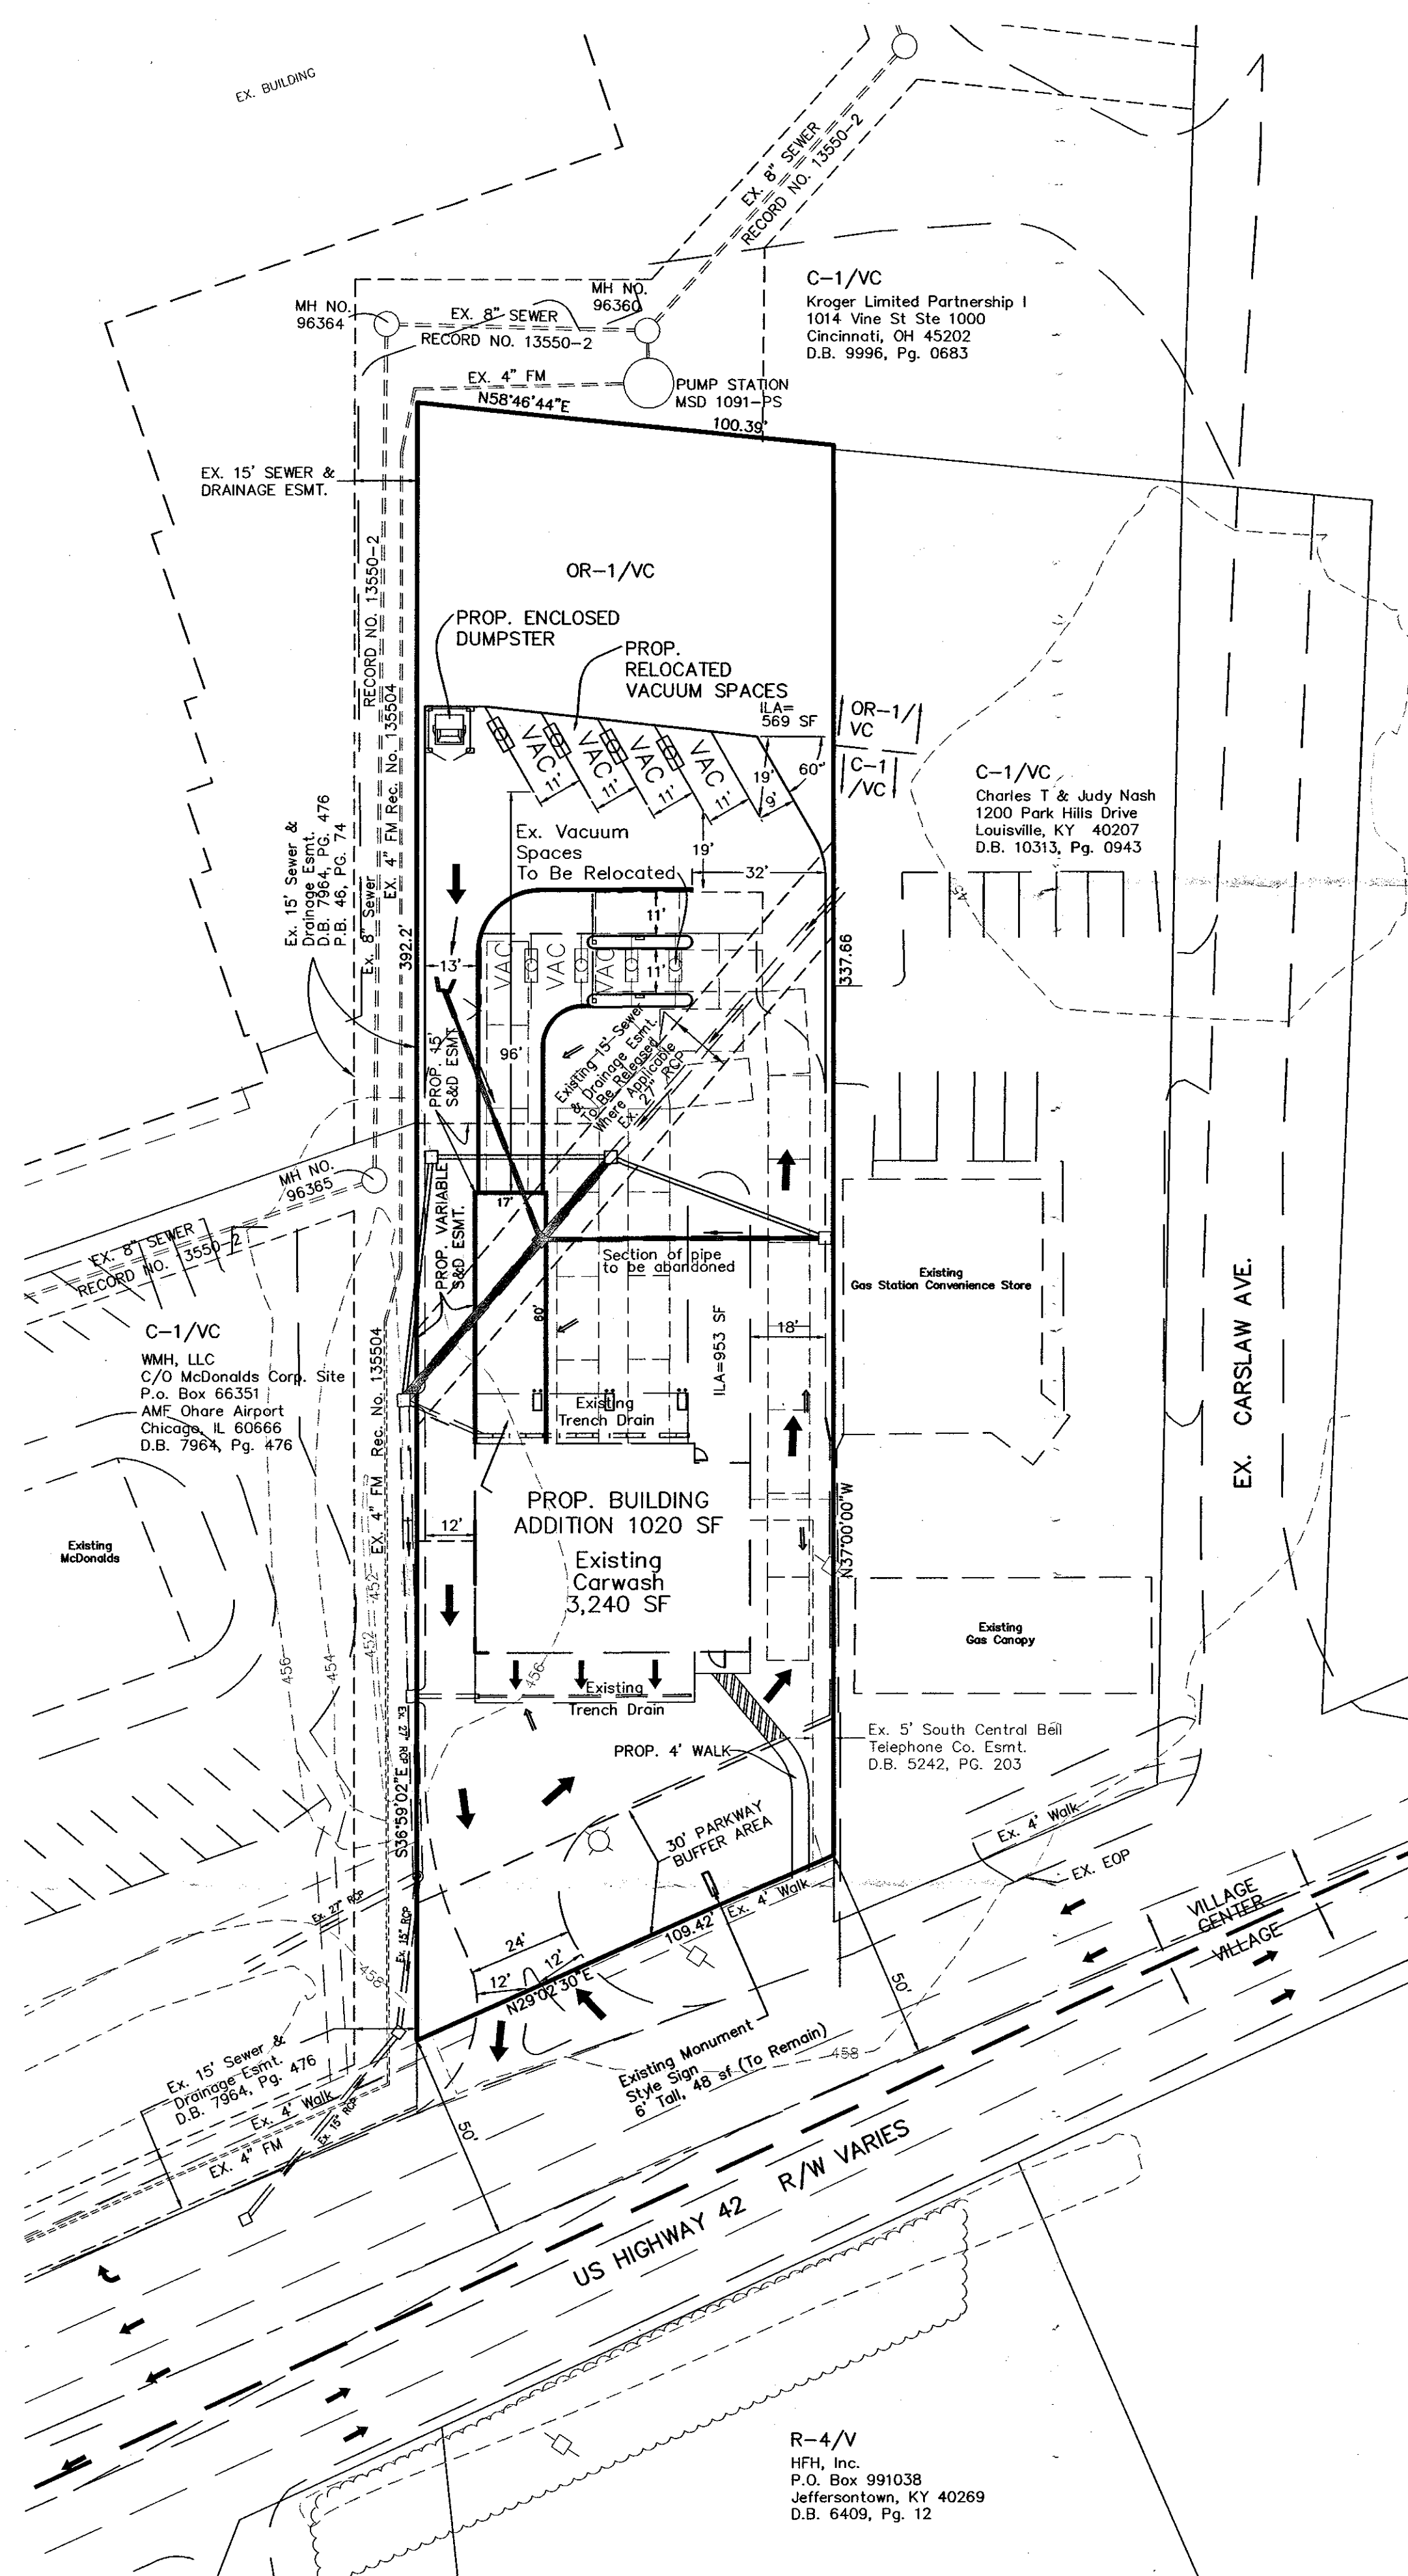 EX. BUILDING
EX. 8" SEWER
RECORD NO. 13550-2
C-1/VC
Kroger Limited Partnership I
1014 Vine St Ste 1000
Cincinnati, OH 45202
D.B. 9996, Pg. 0683
MH NO.
96364
EX. 8" SEWER
RECORD NO. 13550-2
MH NO.
96360
EX. 4" FM
PUMP STATION
MSD 1091-PS
N58°46'44"E
100.39'
EX. 15' SEWER &
DRAINAGE ESMT.
RECORD NO. 13550-2
OR-1/VC
PROP. ENCLOSED
DUMPSTER
PROP.
RELOCATED
VACUUM SPACES
ILA=
569 SF
OR-1/
VC
C-1
/VC
VAC
VAC
VAC
VAC
11'
11'
11'
11'
19'
9'
60°
C-1/VC
Charles T & Judy Nash
1200 Park Hills Drive
Louisville, KY 40207
D.B. 10313, Pg. 0943
Ex. 15' Sewer &
Drainage Esmt.
D.B. 7964, PG. 476
P.B. 46, PG. 74
Ex. 8" Sewer
EX. 4" FM Rec. No. 135504
392.2'
Ex. Vacuum
Spaces
To Be Relocated
19'
32'
11'
11'
VAC
VAC
VAC
13'
96'
337.66
PROP. 15'
S&D ESMT.
Existing 15' Sewer
& Drainage Esmt.
To Be Released
Where Applicable
Ex. 27" RCP
MH NO.
96365
EX. 8" SEWER
RECORD NO. 13550-2
PROP. VARIABLE
S&D ESMT.
17'
60'
Section of pipe
to be abandoned
ILA=953 SF
18'
Existing
Gas Station Convenience Store
EX. CARSLAW AVE.
C-1/VC
WMH, LLC
C/O McDonalds Corp. Site
P.o. Box 66351
AMF Ohare Airport
Chicago, IL 60666
D.B. 7964, Pg. 476
EX. 4" FM Rec. No. 135504
Existing
Trench Drain
PROP. BUILDING
ADDITION 1020 SF
Existing
Carwash
3,240 SF
12'
N37°00'00"W
Existing
McDonalds
Existing
Gas Canopy
456
454
452
452
456
Existing
Trench Drain
PROP. 4' WALK
Ex. 5' South Central Bell
Telephone Co. Esmt.
D.B. 5242, PG. 203
Ex. 27" RCP
S36°59'02"E
30' PARKWAY
BUFFER AREA
Ex. 4' Walk
EX. EOP
VILLAGE
CENTER
VILLAGE
Ex. 27" RCP
Ex. 15" RCP
456
24'
12'
12'
109.42'
N29°02'30"E
Ex. 4' Walk
50'
Existing Monument
Style Sign
6' Tall, 48 sf (To Remain)
458
Ex. 15' Sewer &
Drainage Esmt.
D.B. 7964, Pg. 476
Ex. 4' Walk
Ex. 15" RCP
EX. 4" FM
50'
US HIGHWAY 42 R/W VARIES
R-4/V
HFH, Inc.
P.O. Box 991038
Jeffersontown, KY 40269
D.B. 6409, Pg. 12